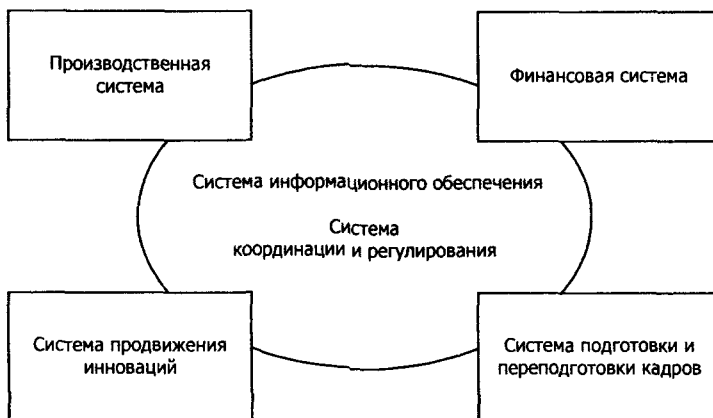 Производственная
система
Финансовая система
Система информационного обеспечения
Система
координации и регулирования
Система продвижения
инноваций
Система подготовки и
переподготовки кадров